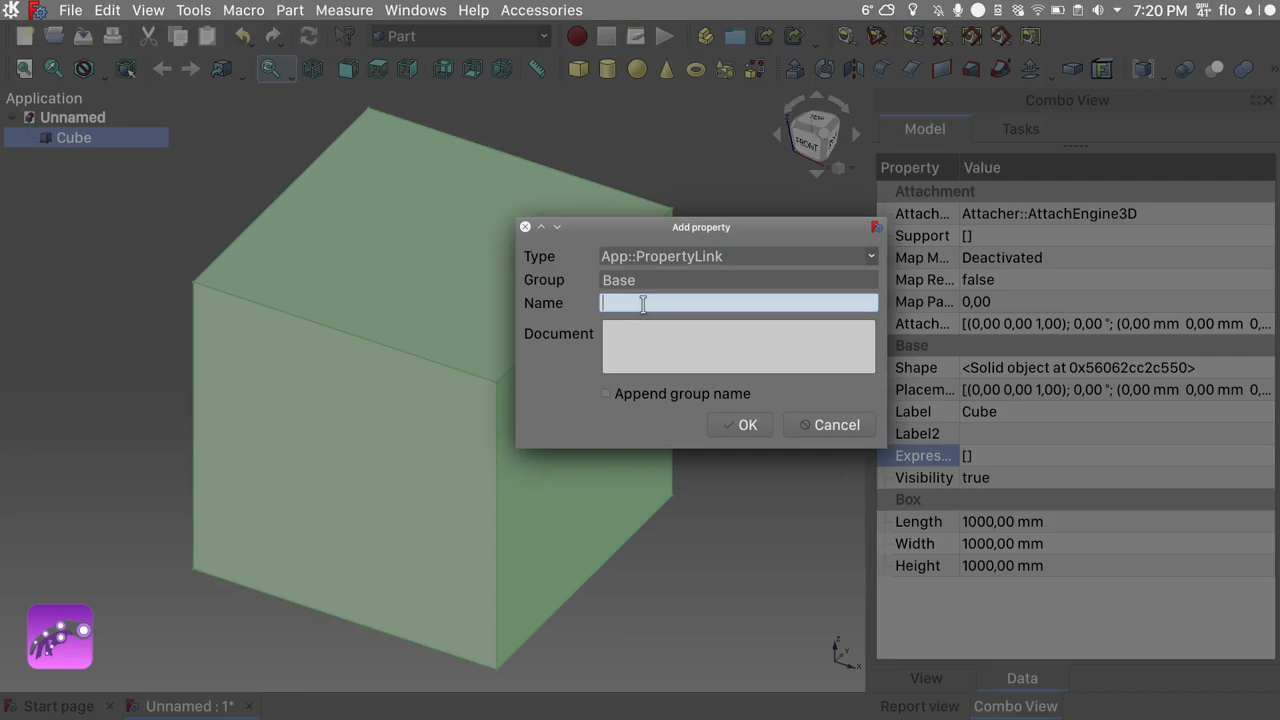 File Edit View Tools Macro Part Measure Windows Help Accessories
6° 7:20 PM flo
Part
Application
Unnamed
Cube
FRONT
Combo View
Model Tasks
Property Value
Attachment
Attach... Attacher::AttachEngine3D
Support []
Map M... Deactivated
Map Re... false
Map Pa... 0,00
Attach... [(0,00 0,00 1,00); 0,00 °; (0,00 mm 0,00 mm 0,...
Base
Shape <Solid object at 0x56062cc2c550>
Placem... [(0,00 0,00 1,00); 0,00 °; (0,00 mm 0,00 mm 0,...
Label Cube
Label2
Expres... []
Visibility true
Box
Length 1000,00 mm
Width 1000,00 mm
Height 1000,00 mm
Add property
Type App::PropertyLink
Group Base
Name
Document
Append group name
OK Cancel
Z
Y
X
View Data
Start page Unnamed : 1* Report view Combo View